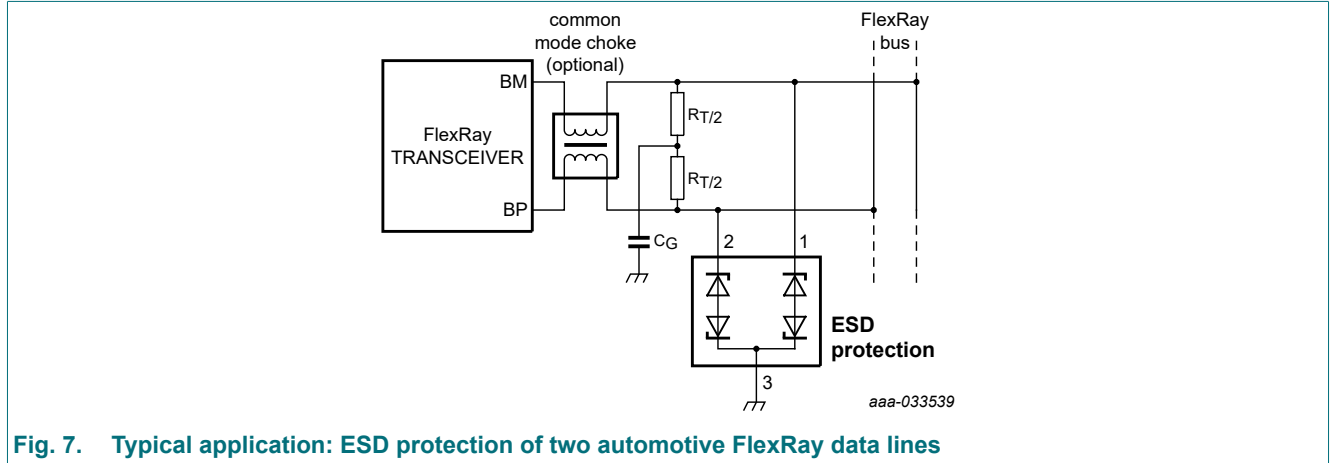 common
mode choke
(optional)
FlexRay
bus
BM
FlexRay
TRANSCEIVER
BP
RT/2
RT/2
CG
2
1
ESD
protection
3
aaa-033539
Fig. 7. Typical application: ESD protection of two automotive FlexRay data lines